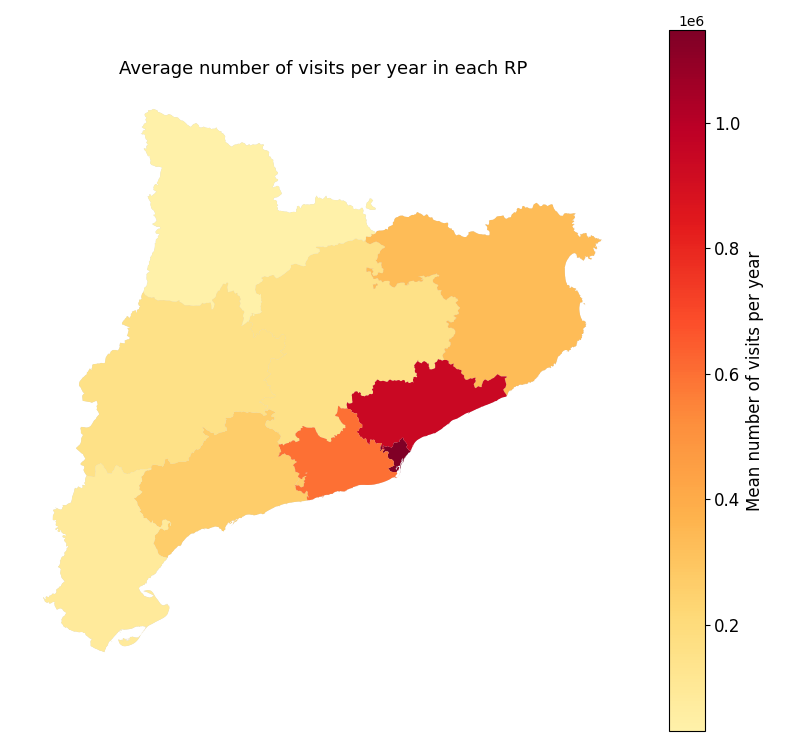 1e6
Average number of visits per year in each RP
1.0
0.8
0.6
0.4
0.2
Mean number of visits per year